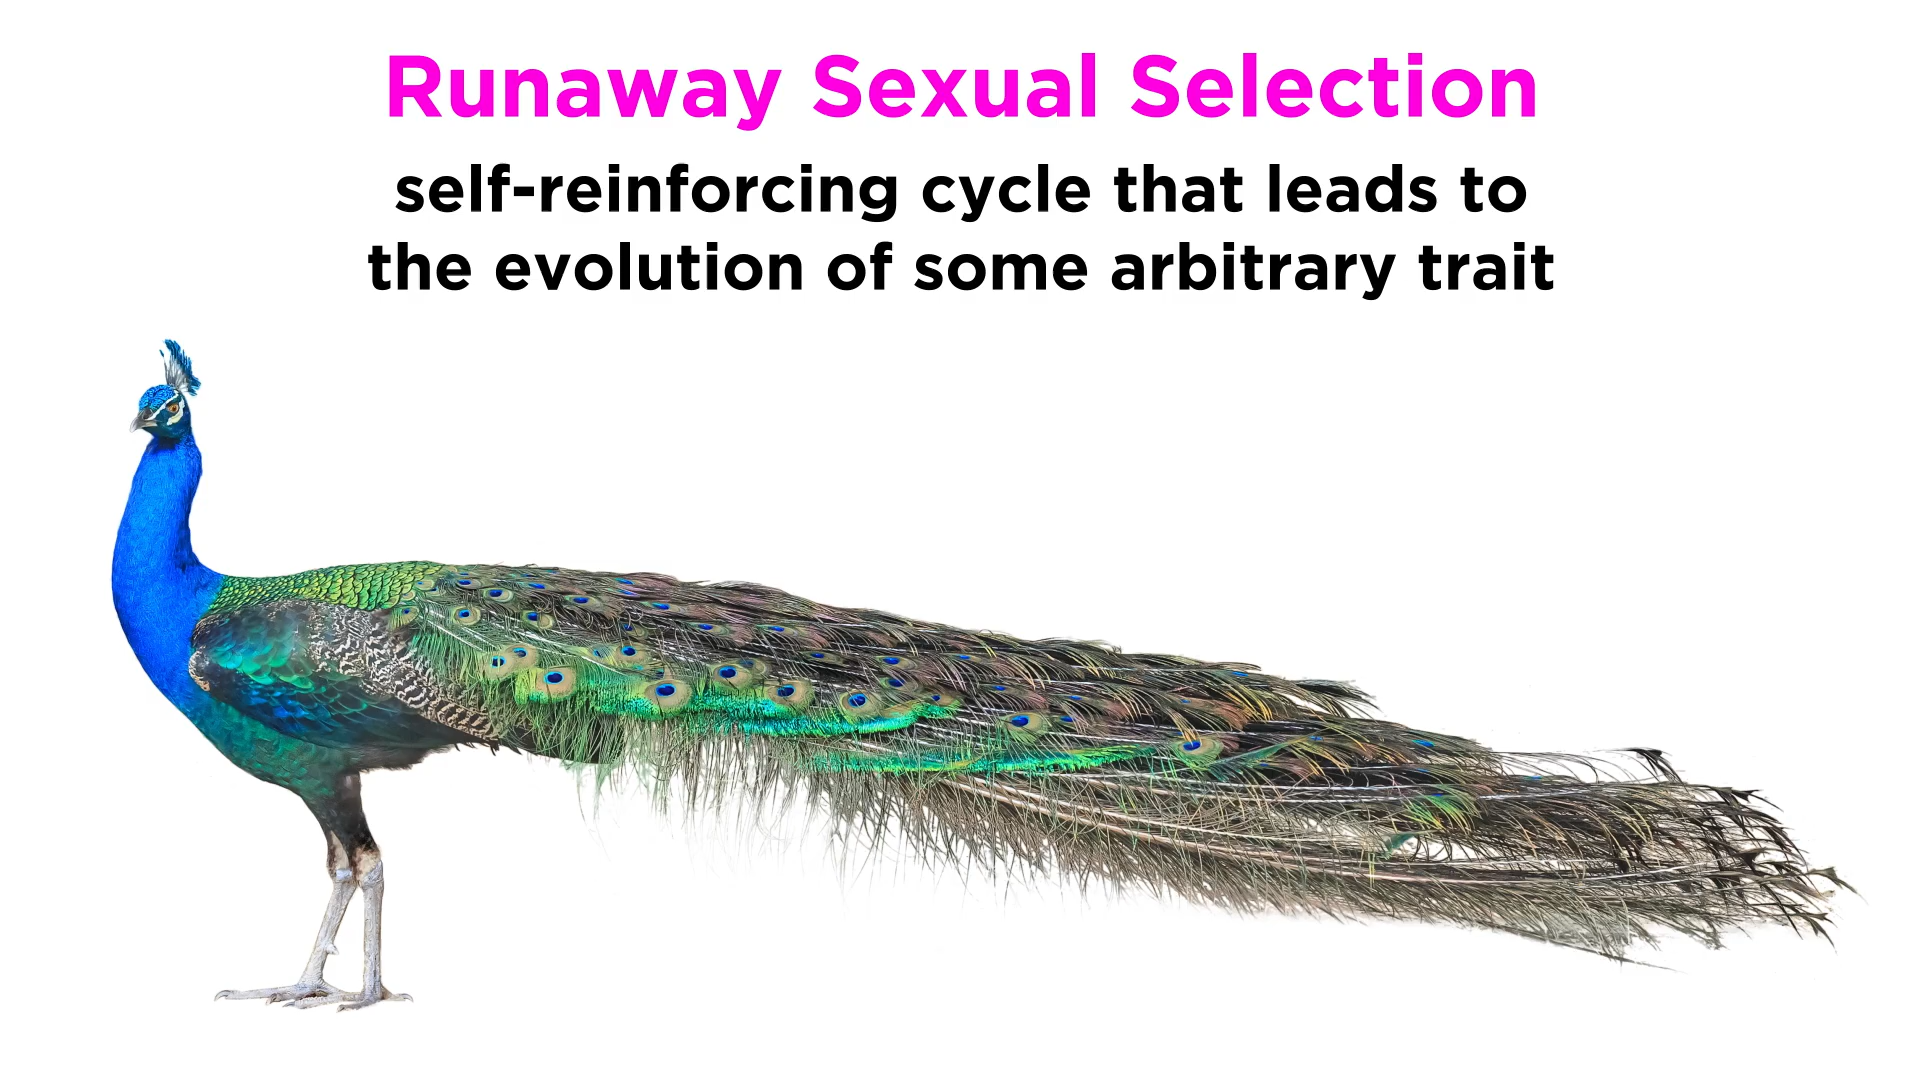 Runaway Sexual Selection
self-reinforcing cycle that leads to
the evolution of some arbitrary trait